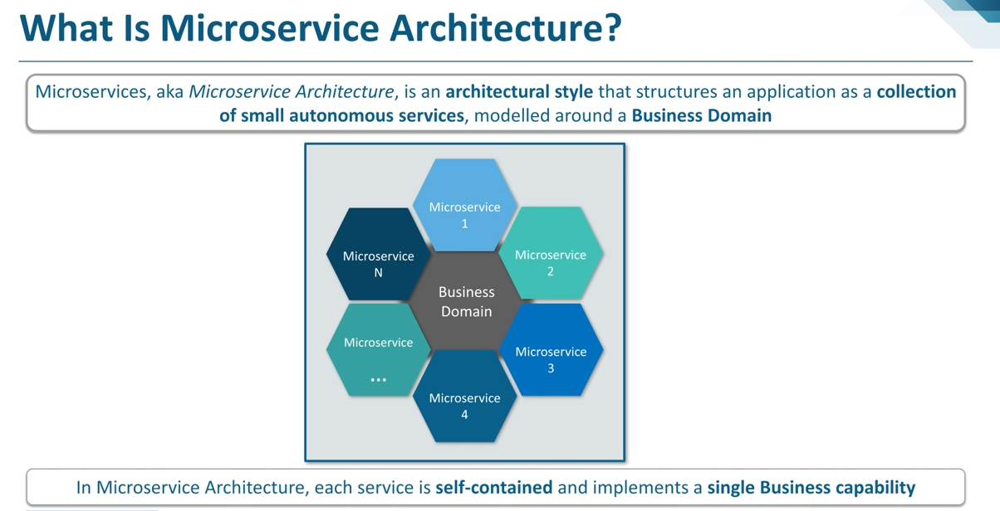 What Is Microservice Architecture?
Microservices, aka Microservice Architecture, is an architectural style that structures an application as a collection
of small autonomous services, modelled around a Business Domain
Microservice
1
Microservice
N
Microservice
2
Business
Domain
Microservice
...
Microservice
3
Microservice
4
In Microservice Architecture, each service is self-contained and implements a single Business capability